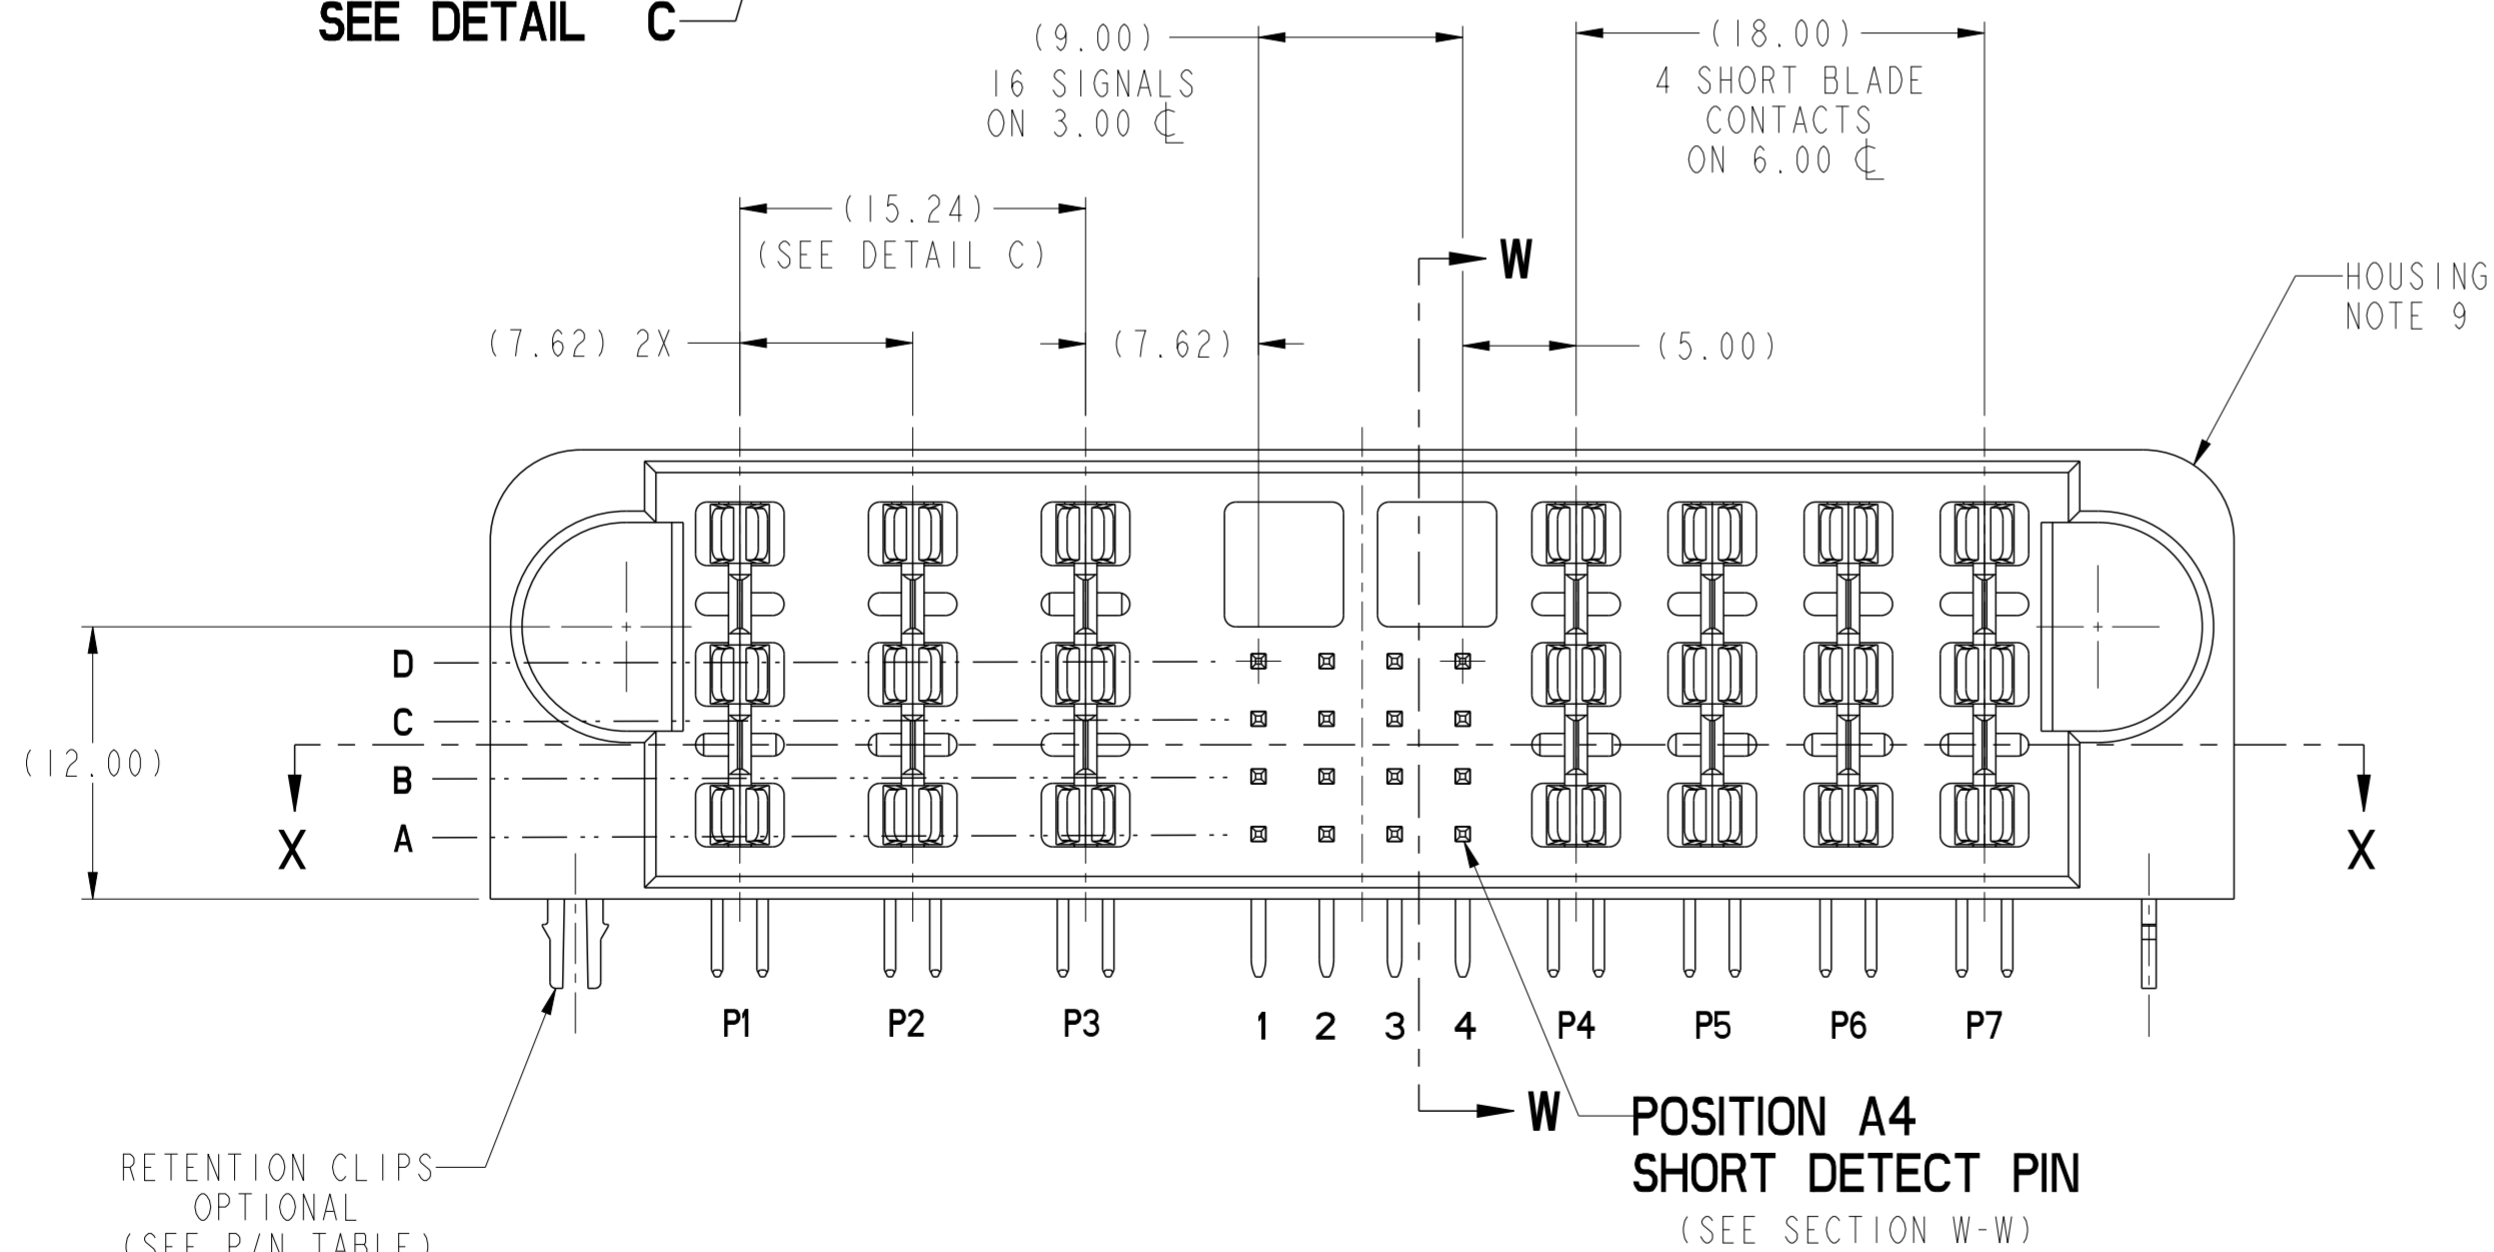 SEE DETAIL C
(9.00)
16 SIGNALS
ON 3.00 ℄
(18.00)
4 SHORT BLADE
CONTACTS
ON 6.00 ℄
(15.24)
(SEE DETAIL C)
W
HOUSING
NOTE 9
(7.62) 2X
(7.62)
(5.00)
D
C
B
A
(12.00)
X
X
P1
P2
P3
1
2
3
4
P4
P5
P6
P7
W
POSITION A4
SHORT DETECT PIN
(SEE SECTION W-W)
RETENTION CLIPS
OPTIONAL
(SEE P/N TABLE)